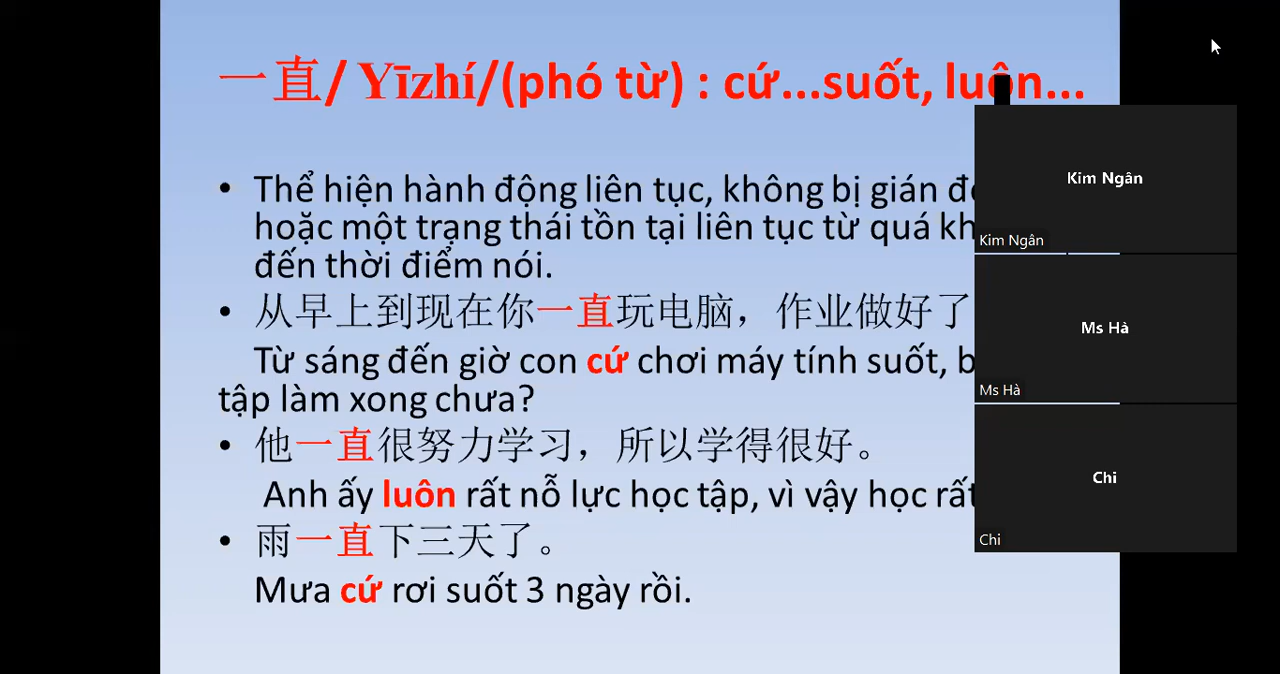 一直/ Yīzhí/(phó từ) : cứ...suốt, luôn...
• Thể hiện hành động liên tục, không bị gián
hoặc một trạng thái tồn tại liên tục từ quá
đến thời điểm nói.
• 从早上到现在你一直玩电脑，作业做好了
Từ sáng đến giờ con cứ chơi máy tính suốt,
tập làm xong chưa?
• 他一直很努力学习，所以学得很好。
Anh ấy luôn rất nỗ lực học tập, vì vậy học rất
• 雨一直下三天了。
Mưa cứ rơi suốt 3 ngày rồi.
Kim Ngân
Kim Ngân
Ms Hà
Ms Hà
Chi
Chi